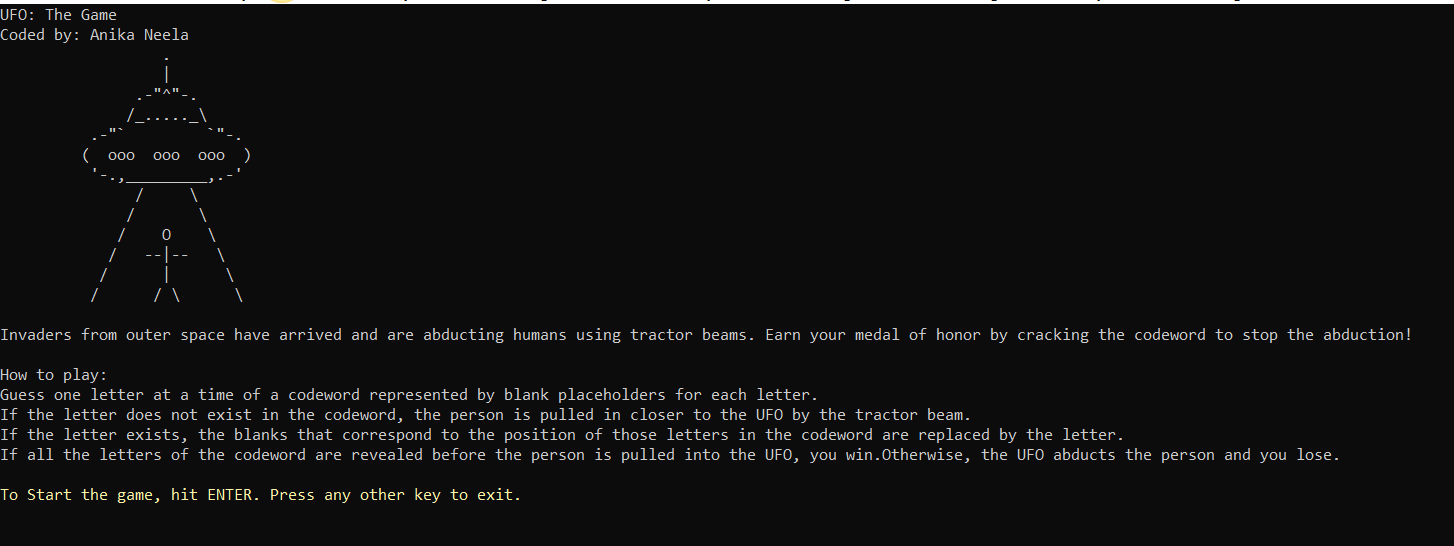 UFO: The Game
Coded by: Anika Neela
Invaders from outer space have arrived and are abducting humans using tractor beams. Earn your medal of honor by cracking the codeword to stop the abduction!
How to play:
Guess one letter at a time of a codeword represented by blank placeholders for each letter.
If the letter does not exist in the codeword, the person is pulled in closer to the UFO by the tractor beam.
If the letter exists, the blanks that correspond to the position of those letters in the codeword are replaced by the letter.
If all the letters of the codeword are revealed before the person is pulled into the UFO, you win.Otherwise, the UFO abducts the person and you lose.
To Start the game, hit ENTER. Press any other key to exit.